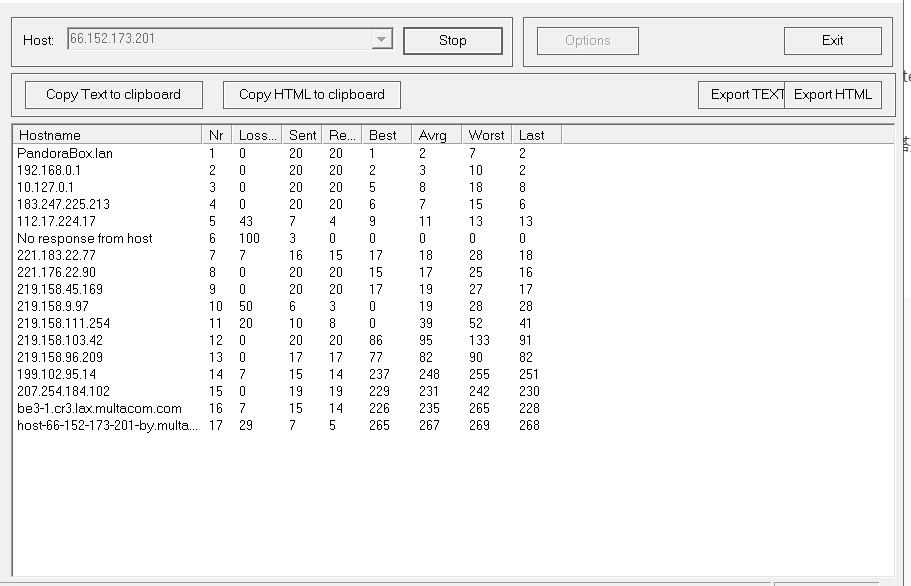 Host: 66.152.173.201 Stop Options Exit
Copy Text to clipboard Copy HTML to clipboard Export TEXT Export HTML
Hostname Nr Loss... Sent Re... Best Avrg Worst Last
PandoraBox.lan 1 0 20 20 1 2 7 2
192.168.0.1 2 0 20 20 2 3 10 2
10.127.0.1 3 0 20 20 5 8 18 8
183.247.225.213 4 0 20 20 6 7 15 6
112.17.224.17 5 43 7 4 9 11 13 13
No response from host 6 100 3 0 0 0 0 0
221.183.22.77 7 7 16 15 17 18 28 18
221.176.22.90 8 0 20 20 15 17 25 16
219.158.45.169 9 0 20 20 17 19 27 17
219.158.9.97 10 50 6 3 0 19 28 28
219.158.111.254 11 20 10 8 0 39 52 41
219.158.103.42 12 0 20 20 86 95 133 91
219.158.96.209 13 0 17 17 77 82 90 82
199.102.95.14 14 7 15 14 237 248 255 251
207.254.184.102 15 0 19 19 229 231 242 230
be3-1.cr3.lax.multacom.com 16 7 15 14 226 235 265 228
host-66-152-173-201-by.multa... 17 29 7 5 265 267 269 268